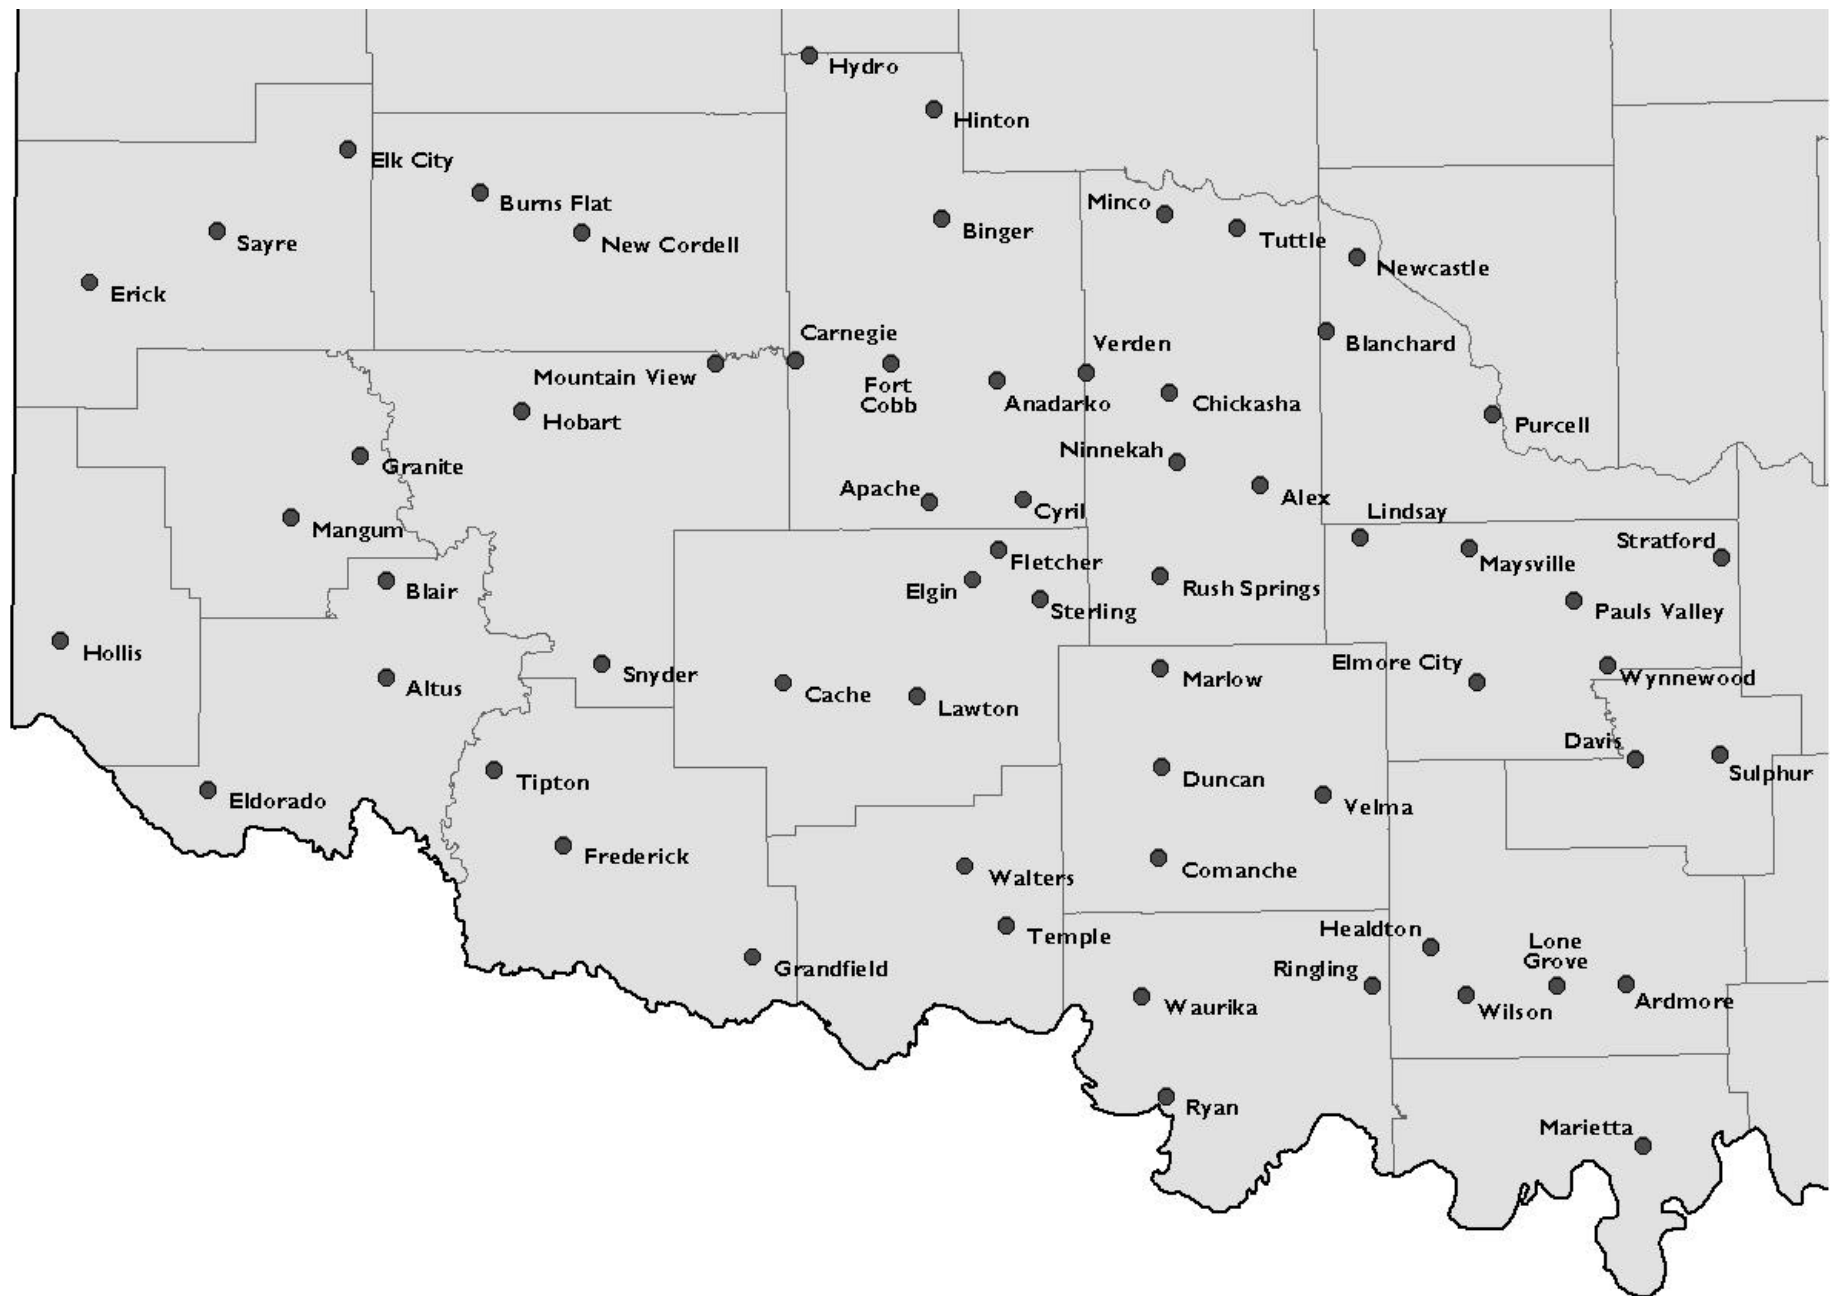 Hydro
Hinton
Elk City
Burns Flat
Minco
Binger
Tuttle
Sayre
New Cordell
Newcastle
Erick
Carnegie
Verden
Blanchard
Mountain View
Fort
Cobb
Anadarko
Chickasha
Hobart
Purcell
Ninnekah
Granite
Apache
Alex
Cyril
Lindsay
Mangum
Stratford
Fletcher
Maysville
Elgin
Rush Springs
Blair
Sterling
Pauls Valley
Hollis
Elmore City
Snyder
Wynnewood
Marlow
Altus
Cache
Lawton
Davis
Sulphur
Duncan
Tipton
Eldorado
Velma
Frederick
Comanche
Walters
Healdton
Temple
Lone
Grove
Grandfield
Ringling
Ardmore
Waurika
Wilson
Ryan
Marietta